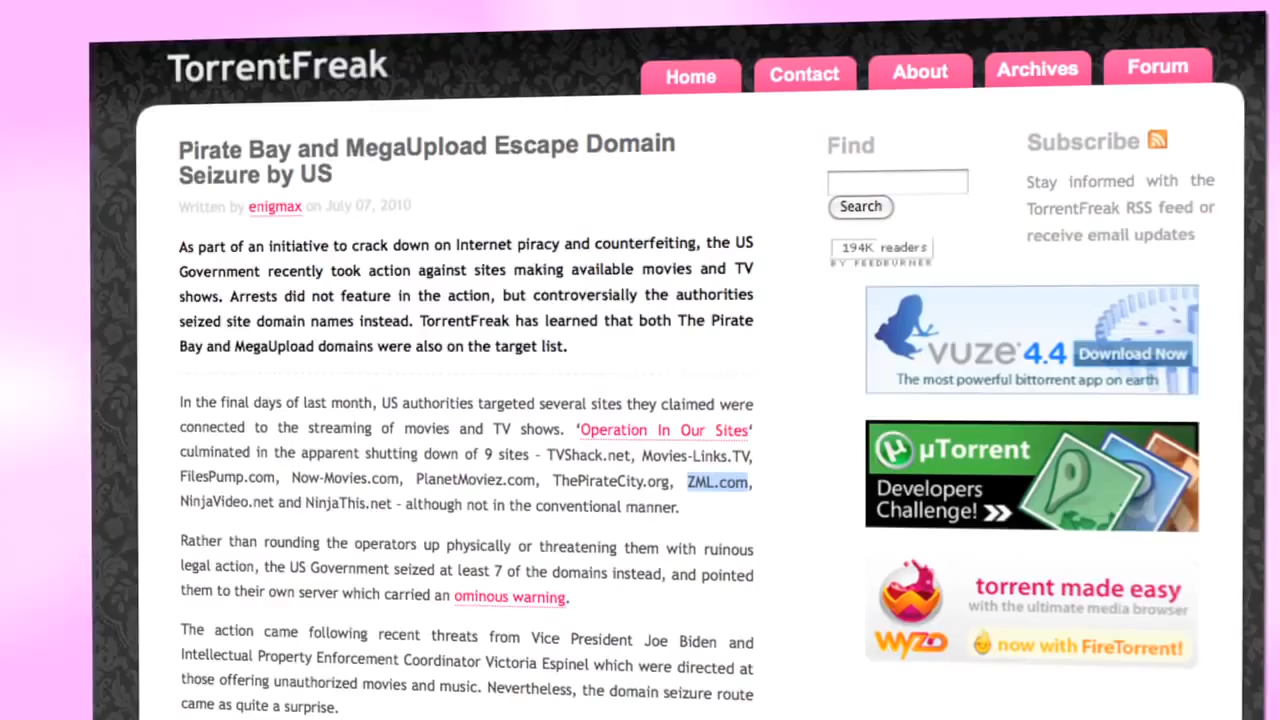 TorrentFreak
Home
Contact
About
Archives
Forum
Pirate Bay and MegaUpload Escape Domain
Seizure by US
Written by enigmax on July 07, 2010
As part of an initiative to crack down on Internet piracy and counterfeiting, the US
Government recently took action against sites making available movies and TV
shows. Arrests did not feature in the action, but controversially the authorities
seized site domain names instead. TorrentFreak has learned that both The Pirate
Bay and MegaUpload domains were also on the target list.
In the final days of last month, US authorities targeted several sites they claimed were
connected to the streaming of movies and TV shows. ‘Operation In Our Sites‘
culminated in the apparent shutting down of 9 sites - TVShack.net, Movies-Links.TV,
FilesPump.com, Now-Movies.com, PlanetMoviez.com, ThePirateCity.org, ZML.com,
NinjaVideo.net and NinjaThis.net - although not in the conventional manner.
Rather than rounding the operators up physically or threatening them with ruinous
legal action, the US Government seized at least 7 of the domains instead, and pointed
them to their own server which carried an ominous warning.
The action came following recent threats from Vice President Joe Biden and
Intellectual Property Enforcement Coordinator Victoria Espinel which were directed at
those offering unauthorized movies and music. Nevertheless, the domain seizure route
came as quite a surprise.
Find
Search
194K readers
BY FEEDBURNER
Subscribe
Stay informed with the
TorrentFreak RSS feed or
receive email updates
vuze 4.4 Download Now
The most powerful bittorrent app on earth
µ µTorrent
Developers
Challenge!
torrent made easy
with the ultimate media browser
WYZO
now with FireTorrent!